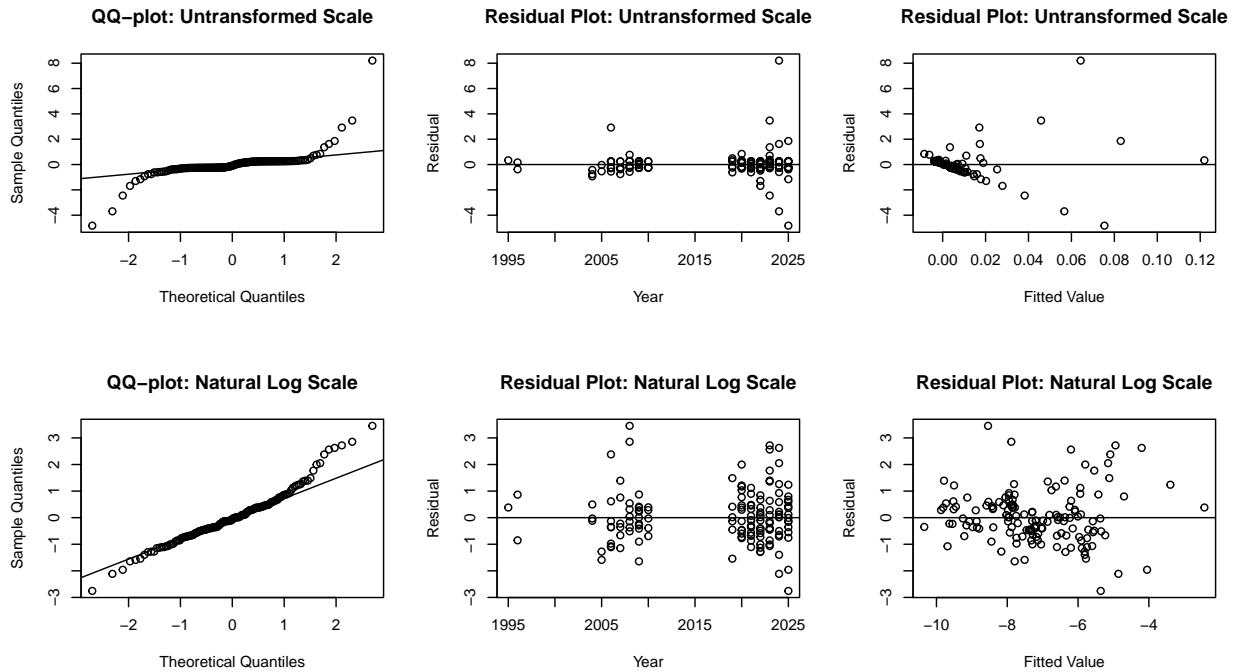 QQ−plot: Untransformed Scale
Sample Quantiles
8
6
4
2
0
−4
−2 −1 0 1 2
Theoretical Quantiles
Residual Plot: Untransformed Scale
Residual
8
6
4
2
0
−4
1995 2005 2015 2025
Year
Residual Plot: Untransformed Scale
Residual
8
6
4
2
0
−4
0.00 0.02 0.04 0.06 0.08 0.10 0.12
Fitted Value
QQ−plot: Natural Log Scale
Sample Quantiles
3
2
1
0
−1
−3
−2 −1 0 1 2
Theoretical Quantiles
Residual Plot: Natural Log Scale
Residual
3
2
1
0
−1
−3
1995 2005 2015 2025
Year
Residual Plot: Natural Log Scale
Residual
3
2
1
0
−1
−3
−10 −8 −6 −4
Fitted Value